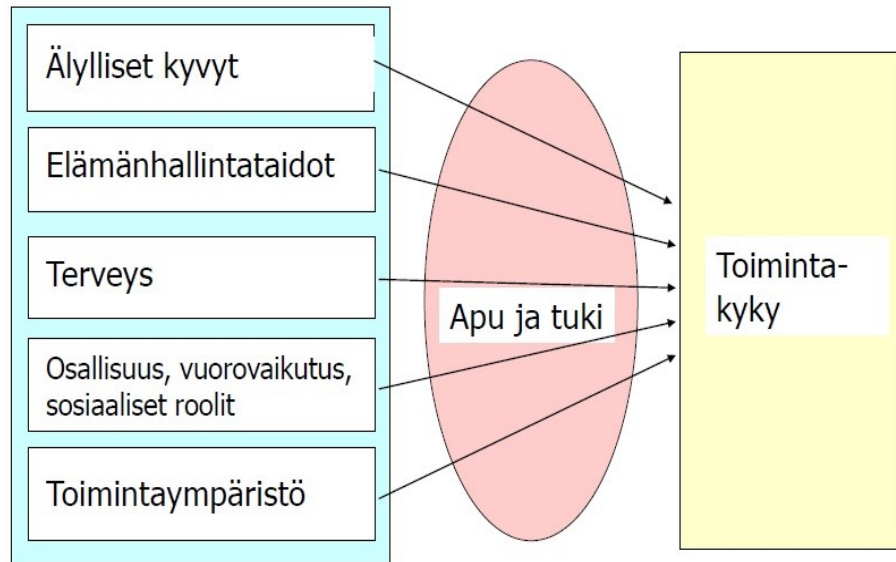 Älylliset kyvyt
Elämänhallintataidot
Terveys
Osallisuus, vuorovaikutus,
sosiaaliset roolit
Toimintaympäristö
Apu ja tuki
Toiminta-
kyky